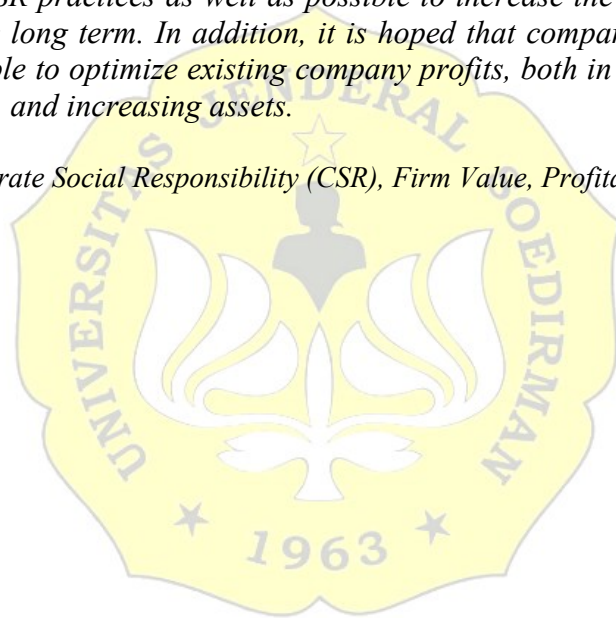 SR practices as well as possible to increase the
long term. In addition, it is hoped that compar
ble to optimize existing company profits, both in
and increasing assets.
rate Social Responsibility (CSR), Firm Value, Profita
UNIVERSITAS JENDERAL SOEDIRMAN
1963